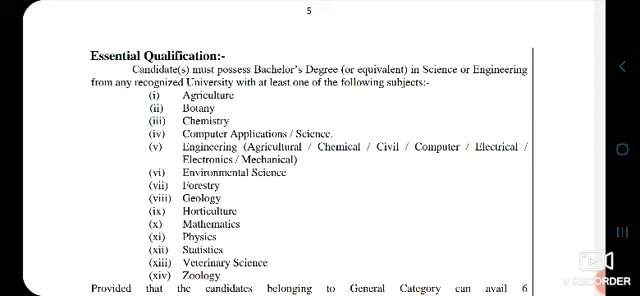 5
Essential Qualification:-
Candidate(s) must possess Bachelor's Degree (or equivalent) in Science or Engineering
from any recognized University with at least one of the following subjects:-
(i) Agriculture
(ii) Botany
(iii) Chemistry
(iv) Computer Applications / Science.
(v) Engineering (Agricultural / Chemical / Civil / Computer / Electrical /
Electronics / Mechanical)
(vi) Environmental Science
(vii) Forestry
(viii) Geology
(ix) Horticulture
(x) Mathematics
(xi) Physics
(xii) Statistics
(xiii) Veterinary Science
(xiv) Zoology
Provided that the candidates belonging to General Category can avail 6
V RECORDER